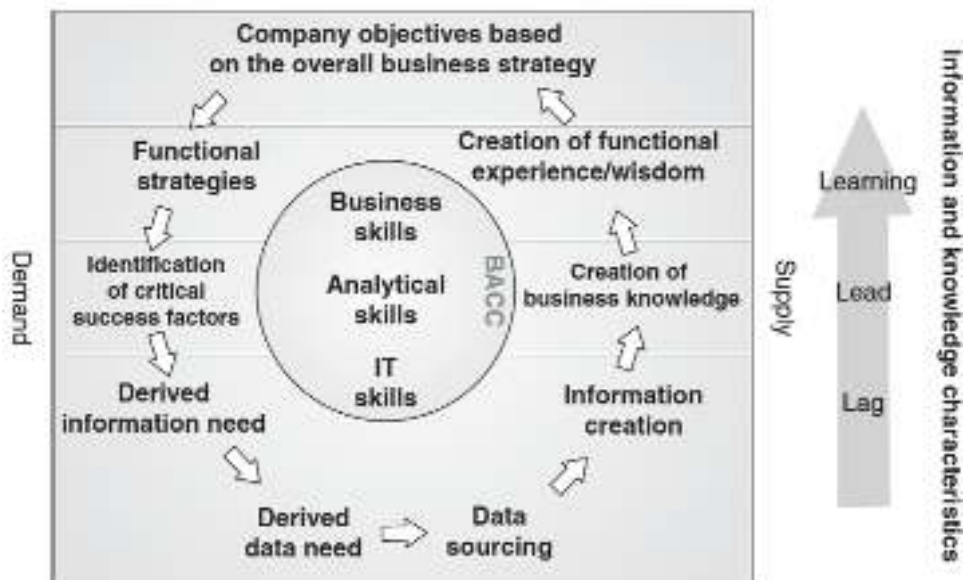 Company objectives based
on the overall business strategy
Functional
strategies
Creation of functional
experience/wisdom
Business
skills
Identification
of critical
success factors
Analytical
skills
BACC
Creation of
business knowledge
IT
skills
Derived
information need
Information
creation
Derived
data need
Data
sourcing
Demand
Supply
Learning
Lead
Lag
Information and knowledge characteristics